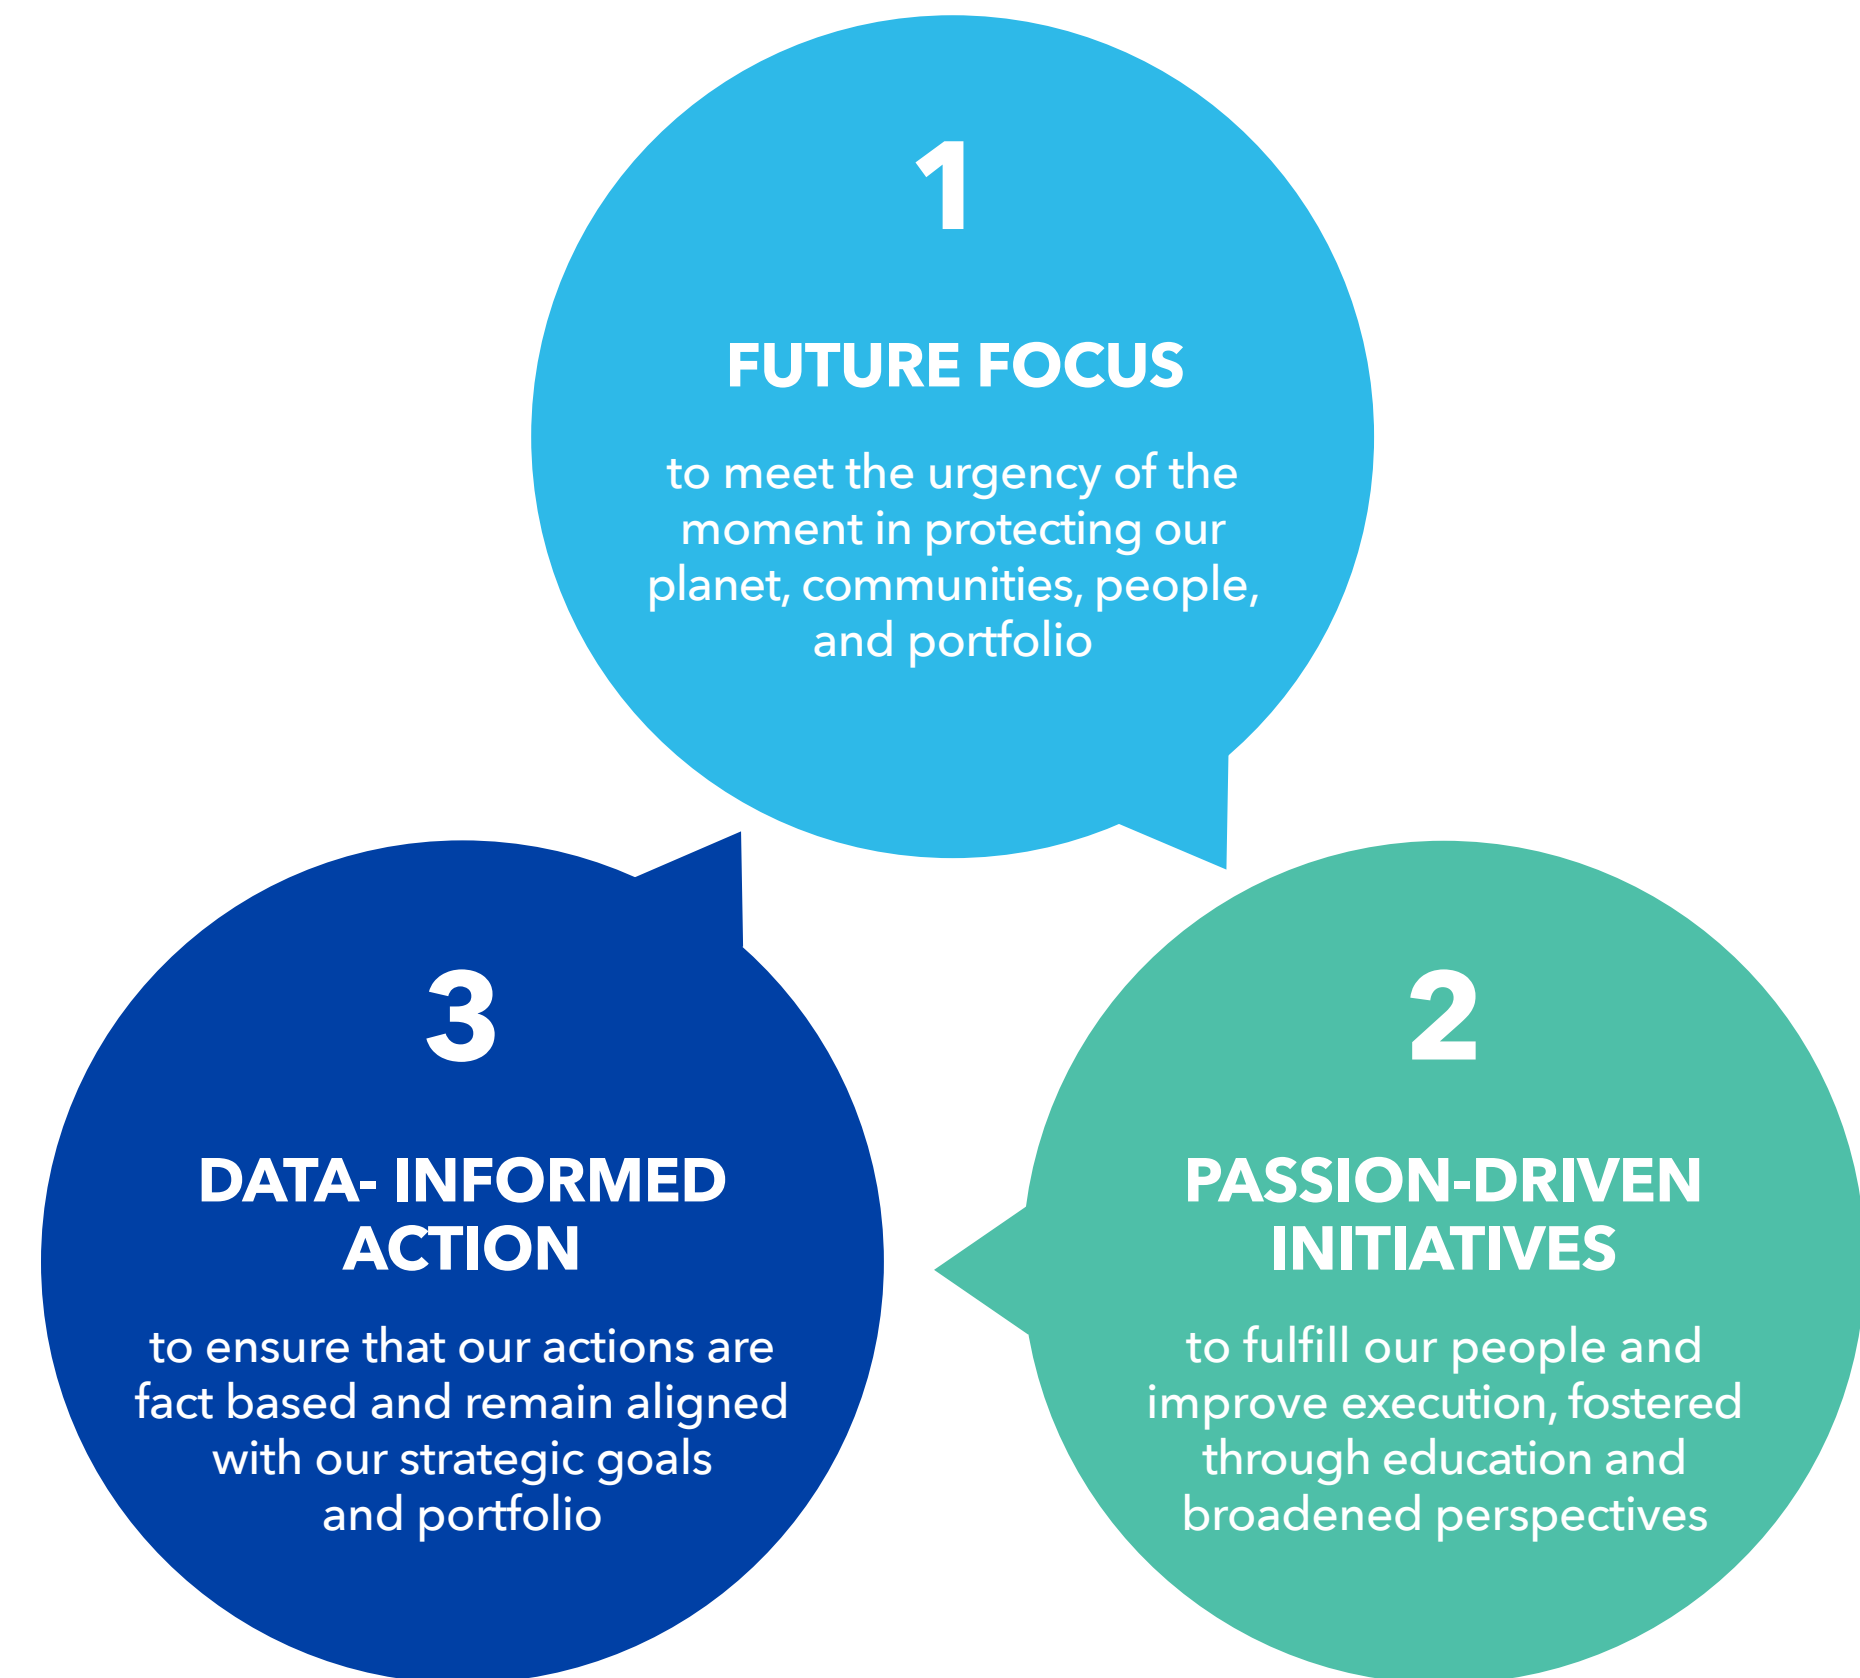 1
FUTURE FOCUS
to meet the urgency of the
moment in protecting our
planet, communities, people,
and portfolio
2
PASSION-DRIVEN
INITIATIVES
to fulfill our people and
improve execution, fostered
through education and
broadened perspectives
3
DATA- INFORMED
ACTION
to ensure that our actions are
fact based and remain aligned
with our strategic goals
and portfolio